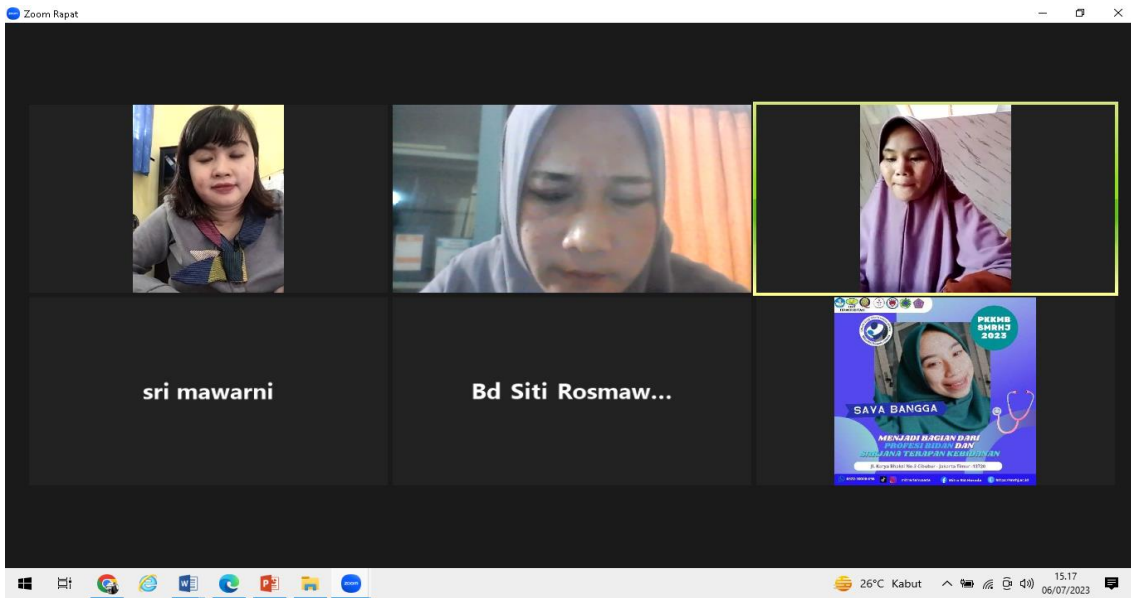 Zoom Rapat
sri mawarni
Bd Siti Rosmaw...
PKKMB
SMRHJ
2023
SAYA BANGGA
MENJADI BAGIAN DARI
PROFESI BIDAN DAN
SARJANA TERAPAN KEBIDANAN
zoom
26°C Kabut
15.17
06/07/2023